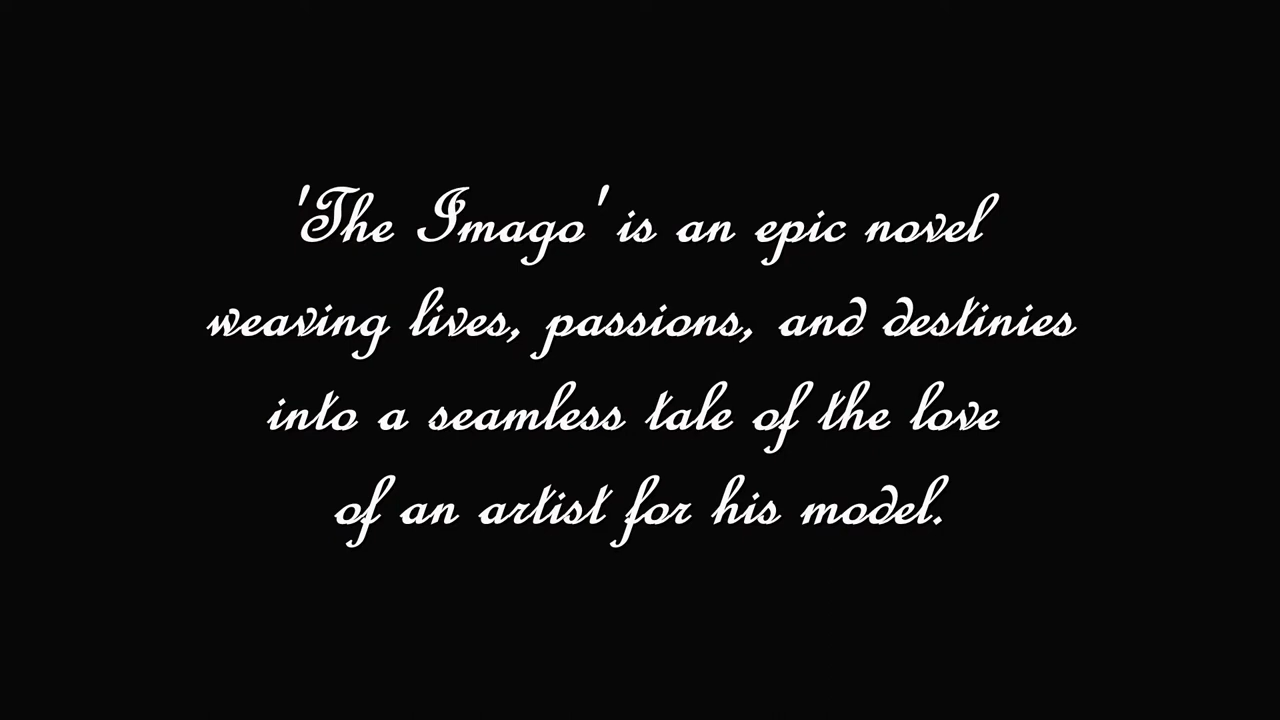 'The Imago' is an epic novel
weaving lives, passions, and destinies
into a seamless tale of the love
of an artist for his model.